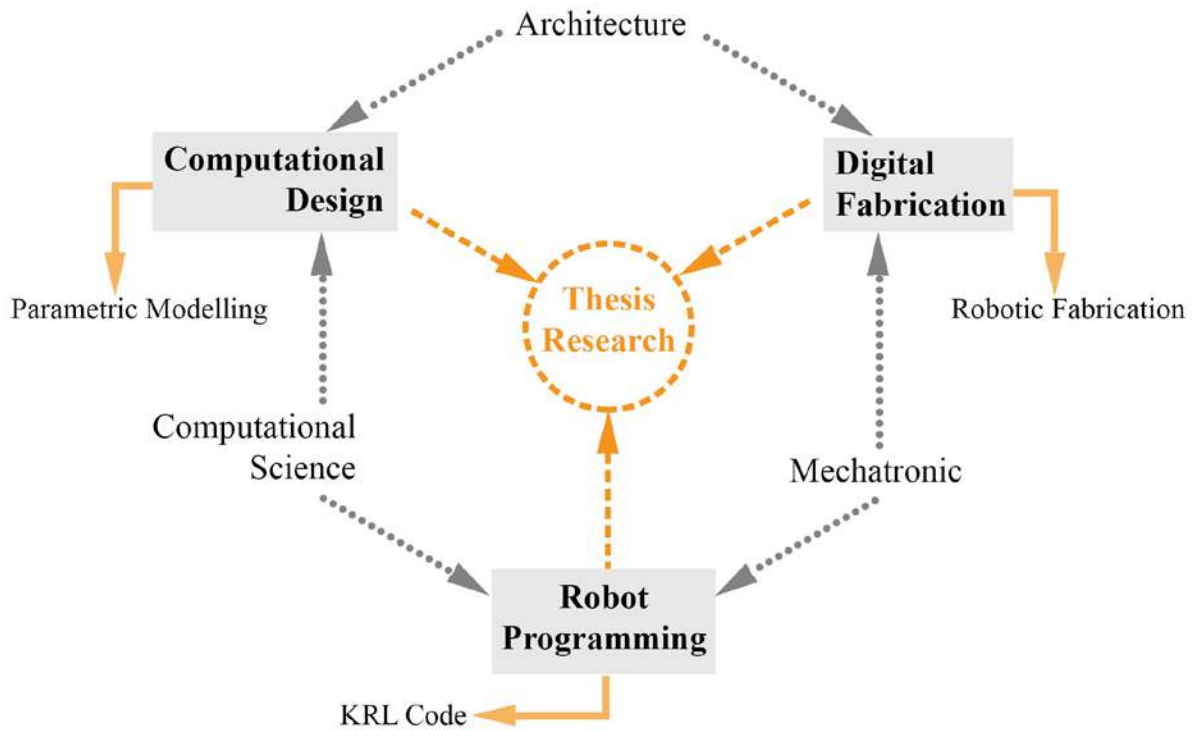 Architecture
Computational
Design
Digital
Fabrication
Thesis
Research
Parametric Modelling
Robotic Fabrication
Computational
Science
Mechatronic
Robot
Programming
KRL Code